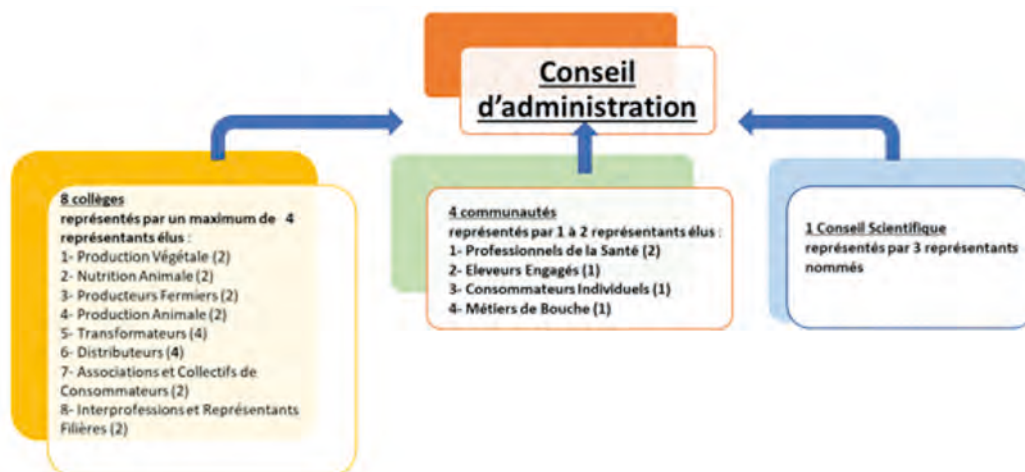 Conseil
d'administration
8 collèges
représentés par un maximum de 4
représentants élus :
1- Production Végétale (2)
2- Nutrition Animale (2)
3- Producteurs Fermiers (2)
4- Production Animale (2)
5- Transformateurs (4)
6- Distributeurs (4)
7- Associations et Collectifs de
Consommateurs (2)
8- Interprofessions et Représentants
Filières (2)
4 communautés
représentés par 1 à 2 représentants élus :
1- Professionnels de la Santé (2)
2- Eleveurs Engagés (1)
3- Consommateurs Individuels (1)
4- Métiers de Bouche (1)
1 Conseil Scientifique
représentés par 3 représentants
nommés